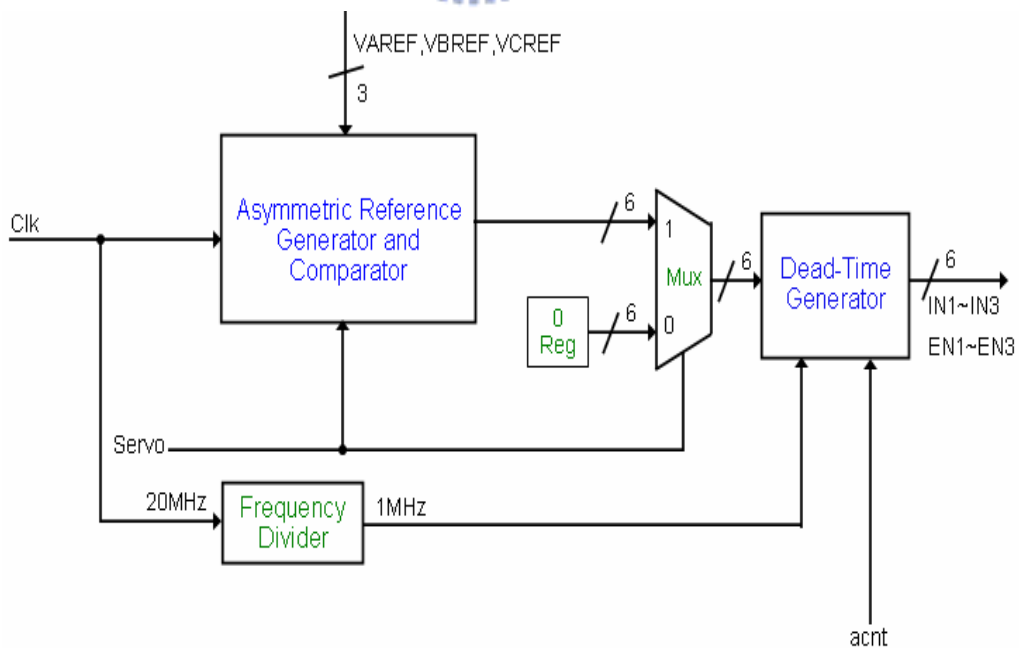 VAREF,VBREF,VCREF
3
Clk
Asymmetric Reference
Generator and
Comparator
6
1
Mux
0
6
0
Reg
6
Dead-Time
Generator
6
IN1~IN3
EN1~EN3
Servo
20MHz
Frequency
Divider
1MHz
acnt